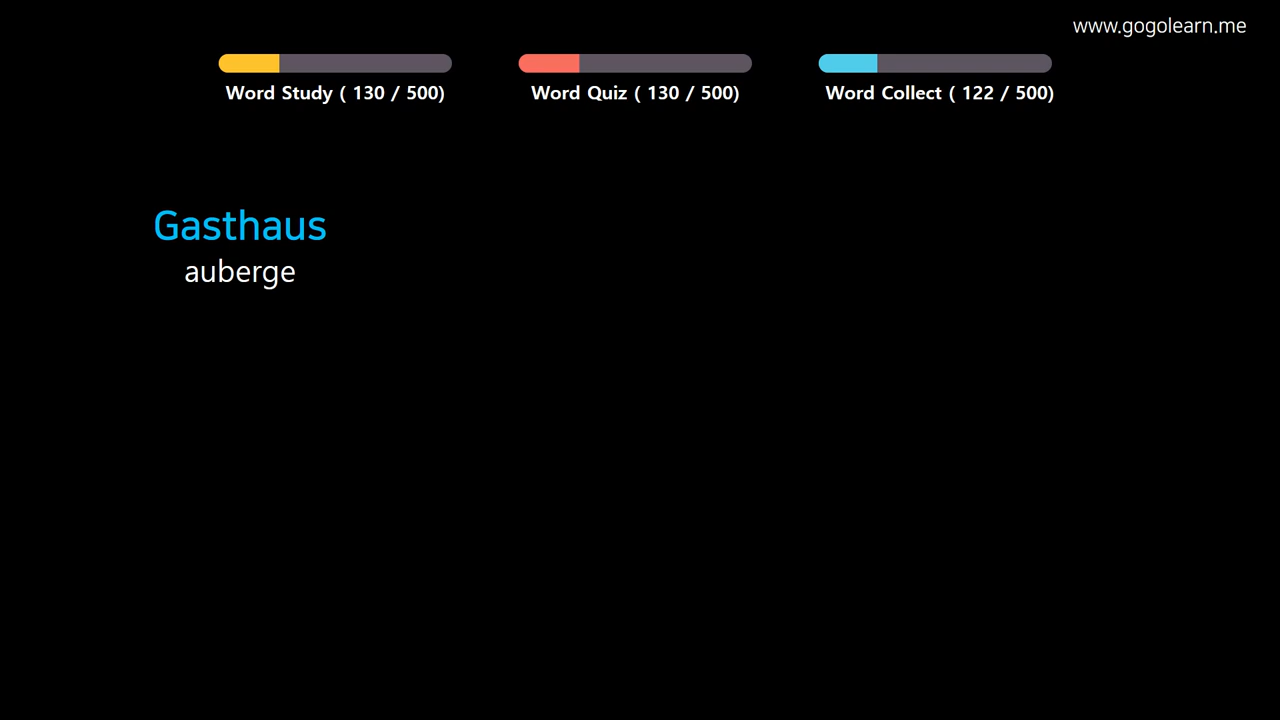 www.gogolearn.me
Word Study ( 130 / 500)
Word Quiz ( 130 / 500)
Word Collect ( 122 / 500)
Gasthaus
auberge